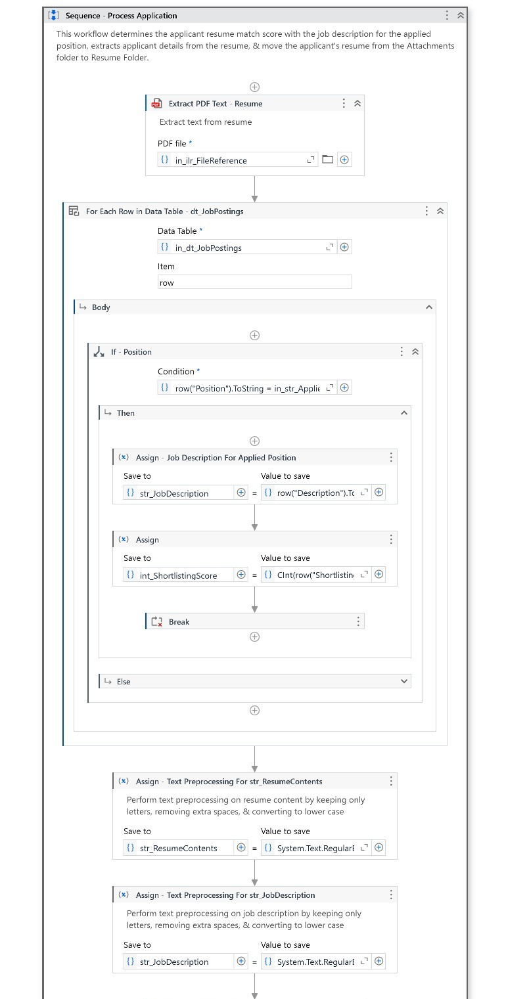 Sequence - Process Application
This workflow determines the applicant resume match score with the job description for the applied
position, extracts applicant details from the resume, & move the applicant's resume from the Attachments
folder to Resume Folder.
Extract PDF Text - Resume
Extract text from resume
PDF file *
in_ilr_FileReference
For Each Row in Data Table - dt_JobPostings
Data Table *
in_dt_JobPostings
Item
row
Body
If - Position
Condition *
row("Position").ToString = in_str_Applie
Then
Assign - Job Description For Applied Position
Save to Value to save
str_JobDescription = row("Description").To
Assign
Save to Value to save
int_ShortlistingScore = CInt(row("Shortlisting
Break
Else
Assign - Text Preprocessing For str_ResumeContents
Perform text preprocessing on resume content by keeping only
letters, removing extra spaces, & converting to lower case
Save to Value to save
str_ResumeContents = System.Text.RegularE
Assign - Text Preprocessing For str_JobDescription
Perform text preprocessing on job description by keeping only
letters, removing extra spaces, & converting to lower case
Save to Value to save
str_JobDescription = System.Text.RegularE